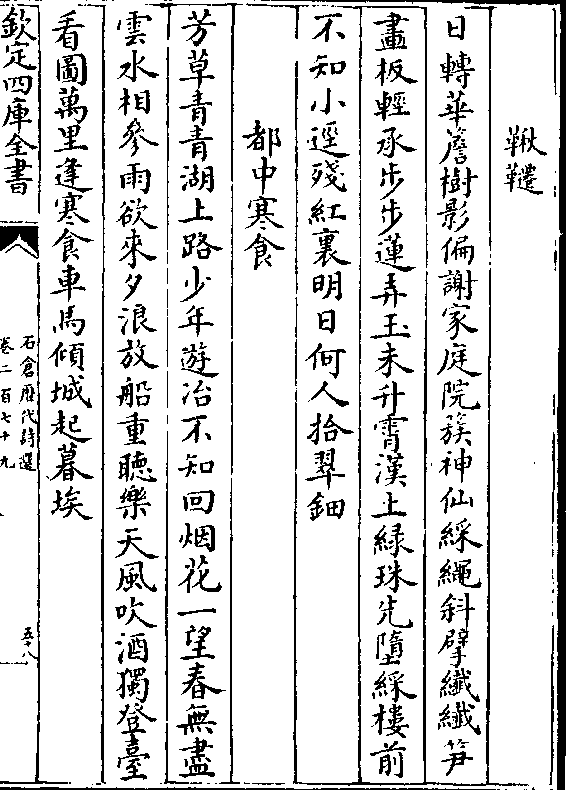 鞦韆
日轉華簷樹影偏謝家庭院簇神仙綵繩斜擘纖纖笋
畫板輕承步步蓮弄玉未升霄漢上綠珠先墮綵樓前
不知小逕殘紅裏明日何人拾翠鈿
都中寒食
芳草青青湖上路少年遊冶不知回烟花一望春無盡
雲水相參雨欲來夕浪放船重聽樂天風吹酒獨登臺
看圖萬里逢寒食車馬傾城起暮埃
欽定四庫全書
石倉歷代詩選
卷二百七十九
五八